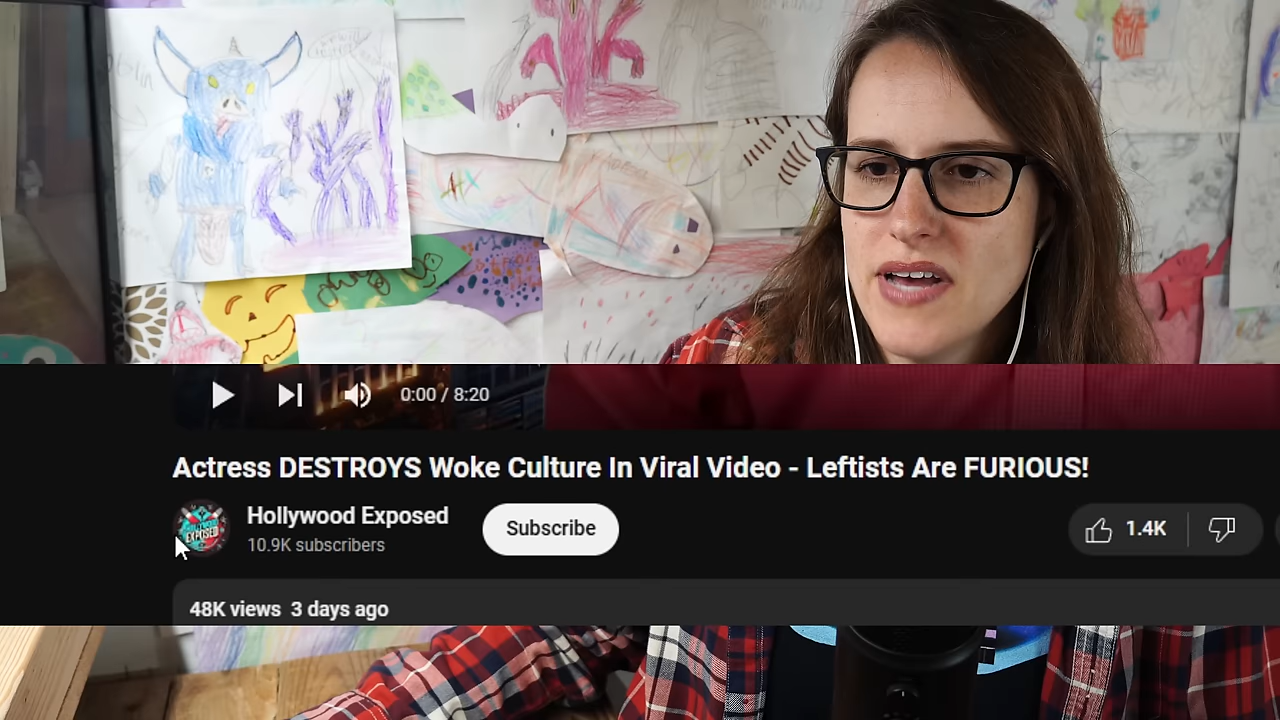 0:00 / 8:20
Actress DESTROYS Woke Culture In Viral Video - Leftists Are FURIOUS!
Hollywood Exposed
10.9K subscribers
EXPOSED
Subscribe
1.4K
48K views 3 days ago